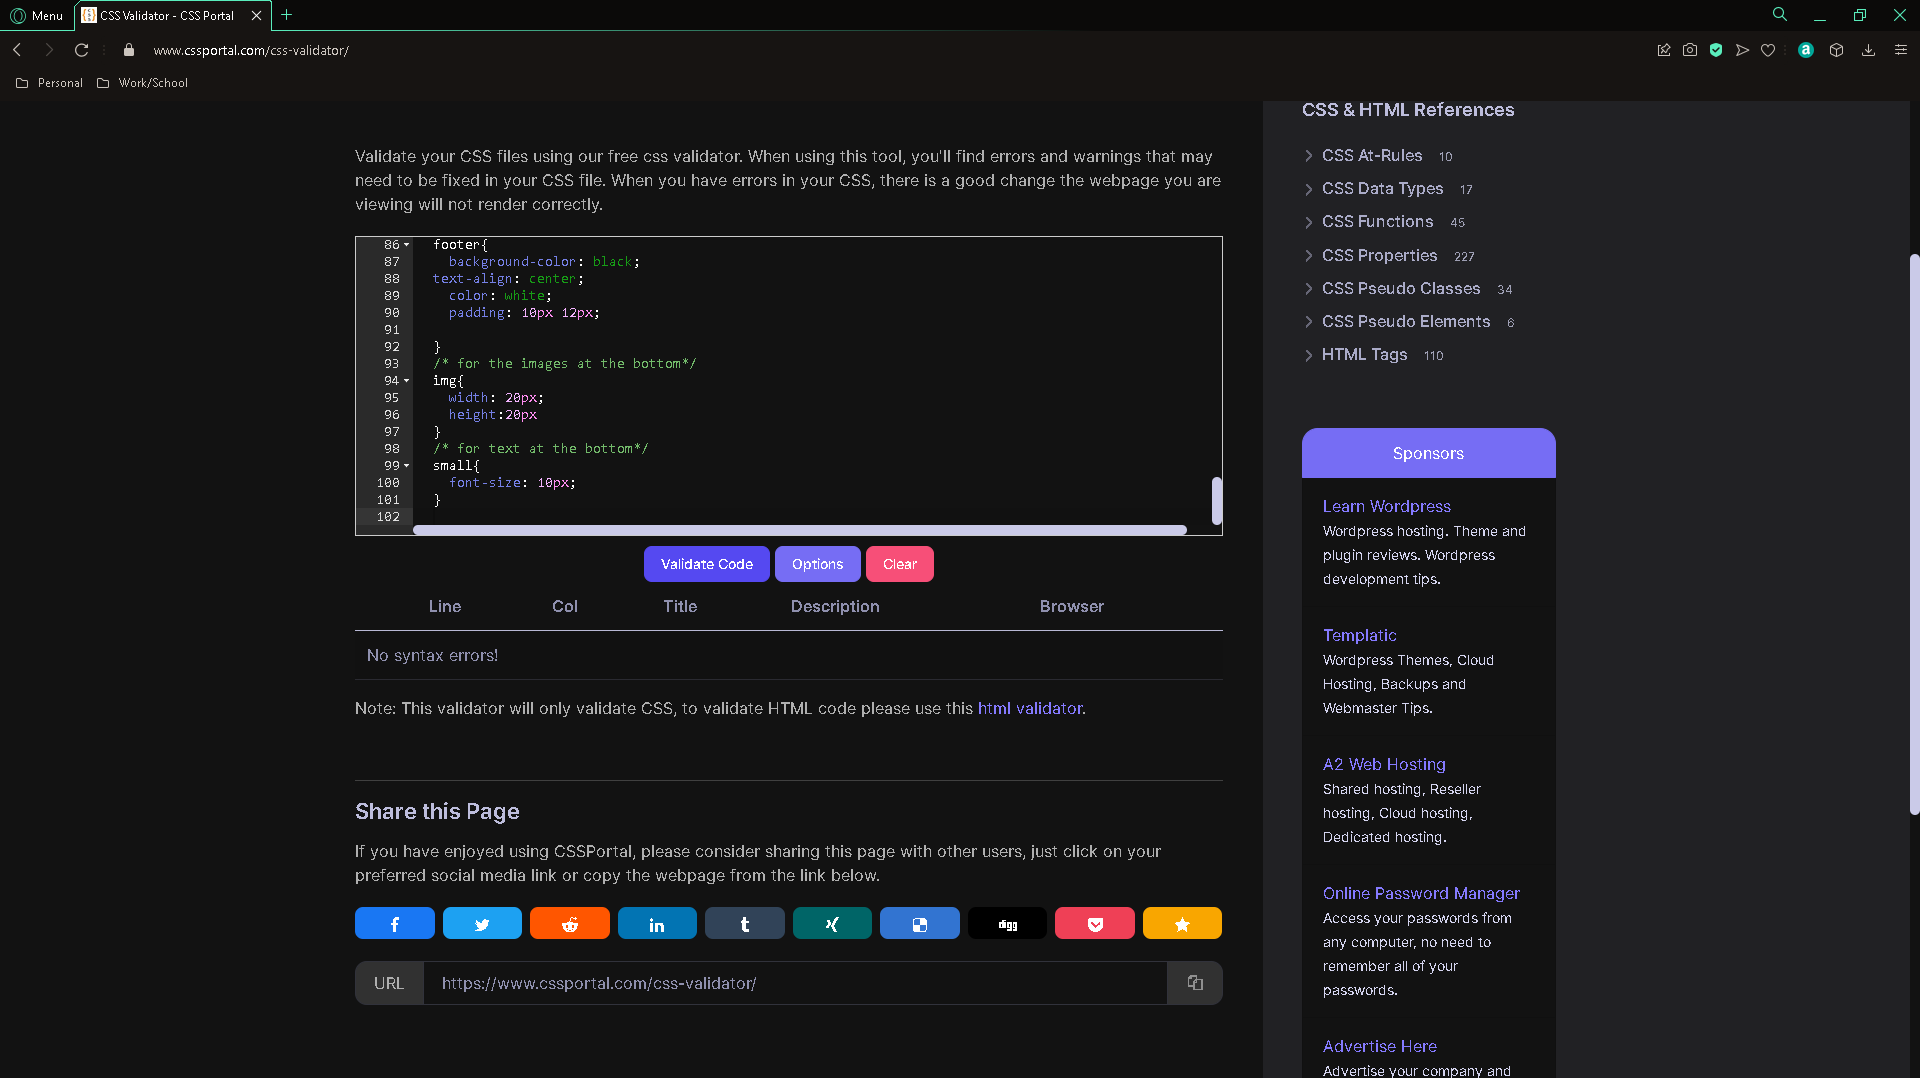 Menu
CSS Validator - CSS Portal
www.cssportal.com/css-validator/
Personal
Work/School
Validate your CSS files using our free css validator. When using this tool, you'll find errors and warnings that may
need to be fixed in your CSS file. When you have errors in your CSS, there is a good change the webpage you are
viewing will not render correctly.
86 footer{
87 background-color: black;
88 text-align: center;
89 color: white;
90 padding: 10px 12px;
91
92 }
93 /* for the images at the bottom*/
94 img{
95 width: 20px;
96 height:20px
97 }
98 /* for text at the bottom*/
99 small{
100 font-size: 10px;
101 }
102
Validate Code
Options
Clear
Line Col Title Description Browser
No syntax errors!
Note: This validator will only validate CSS, to validate HTML code please use this html validator.
Share this Page
If you have enjoyed using CSSPortal, please consider sharing this page with other users, just click on your
preferred social media link or copy the webpage from the link below.
digg
URL https://www.cssportal.com/css-validator/
CSS & HTML References
CSS At-Rules 10
CSS Data Types 17
CSS Functions 45
CSS Properties 227
CSS Pseudo Classes 34
CSS Pseudo Elements 6
HTML Tags 110
Sponsors
Learn Wordpress
Wordpress hosting. Theme and
plugin reviews. Wordpress
development tips.
Templatic
Wordpress Themes, Cloud
Hosting, Backups and
Webmaster Tips.
A2 Web Hosting
Shared hosting, Reseller
hosting, Cloud hosting,
Dedicated hosting.
Online Password Manager
Access your passwords from
any computer, no need to
remember all of your
passwords.
Advertise Here
Advertise your company and